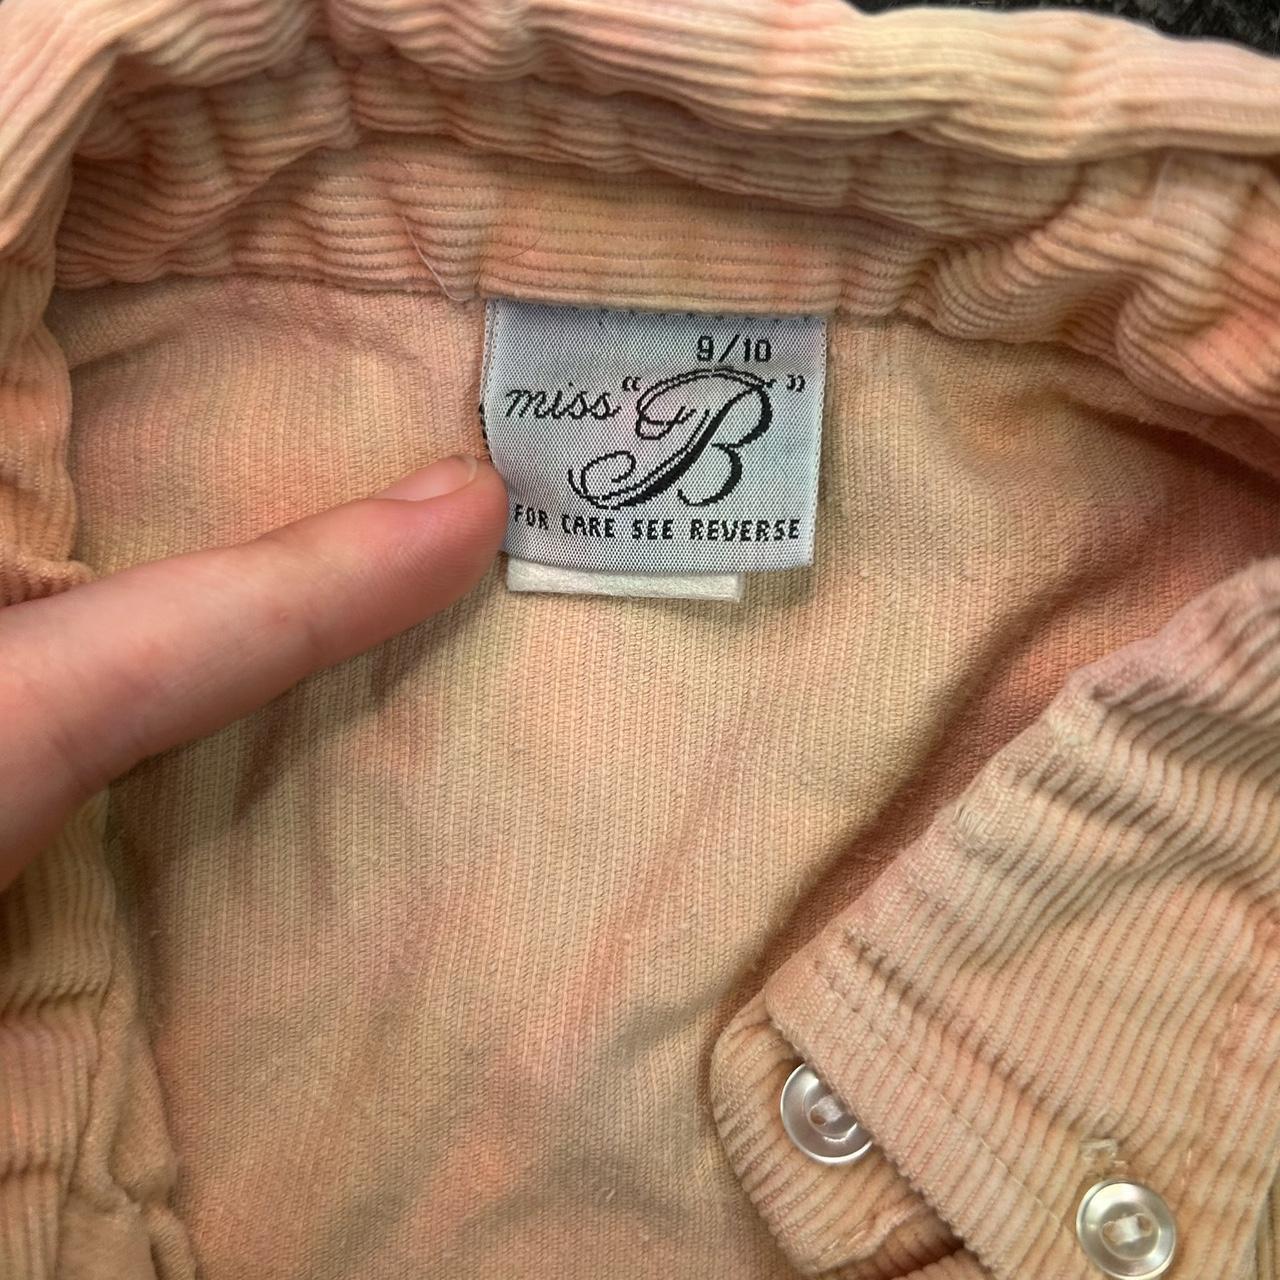 9/10
miss “B”
FOR CARE SEE REVERSE